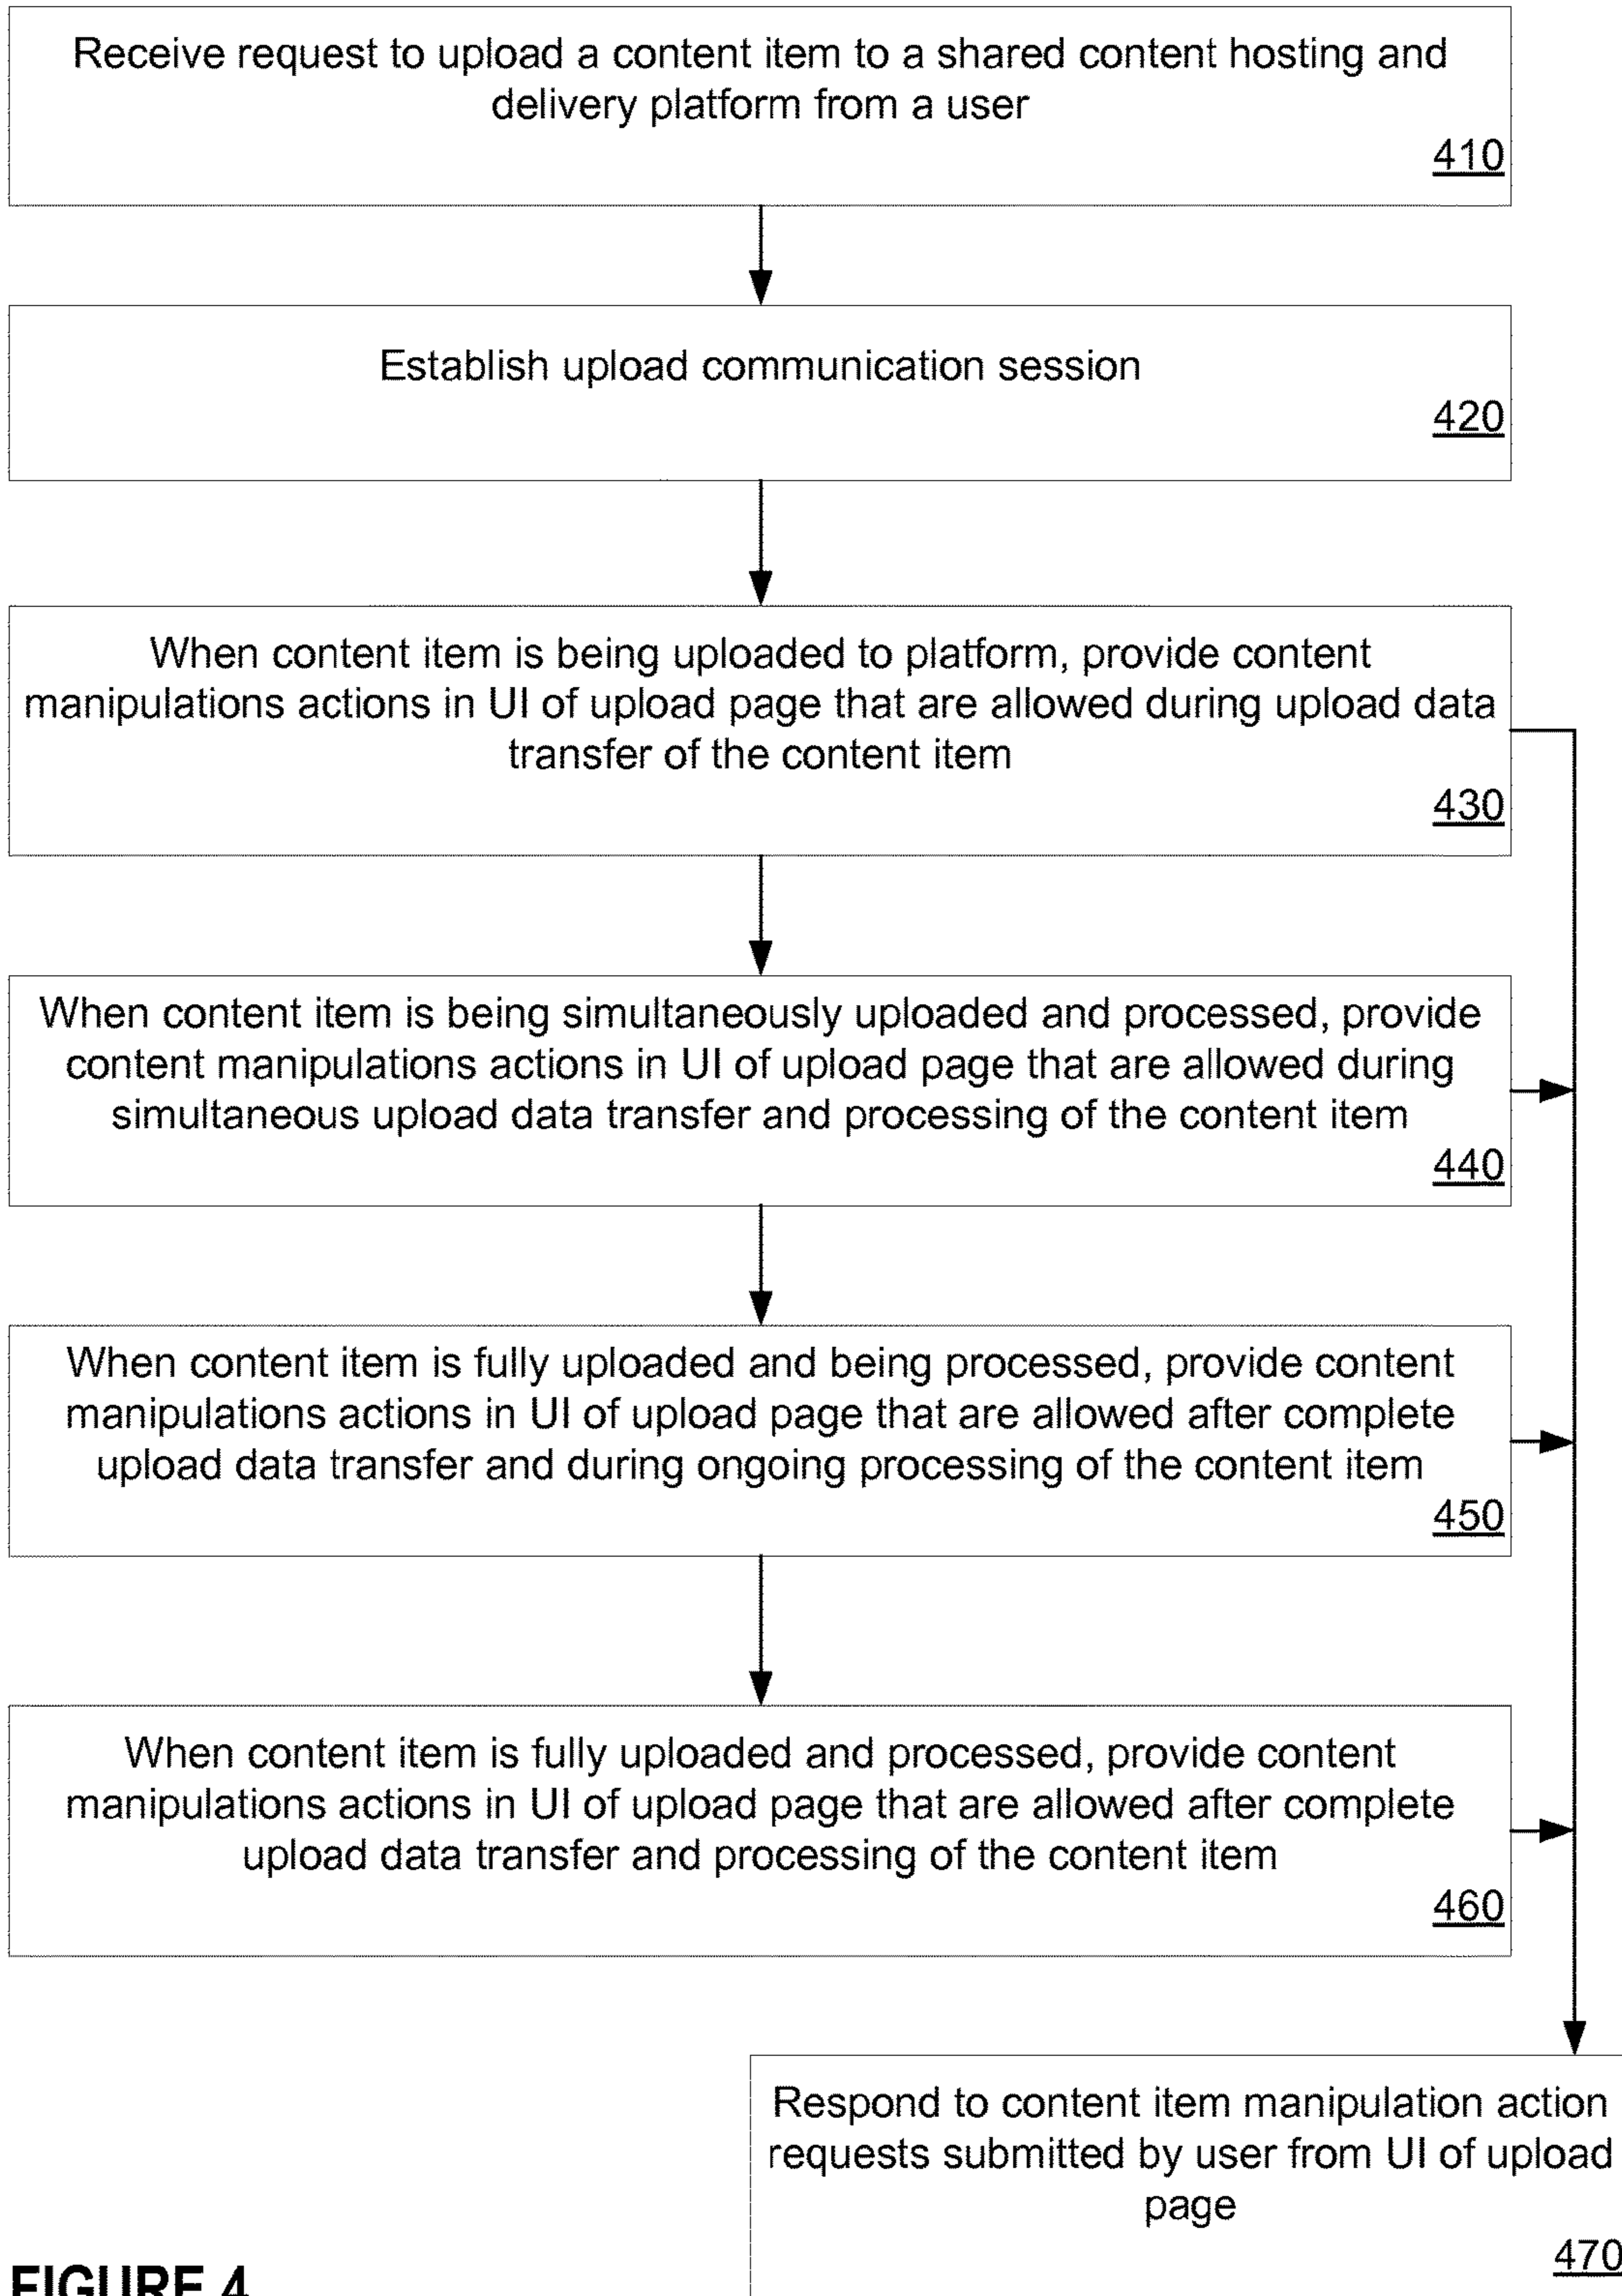 Receive request to upload a content item to a shared content hosting and
delivery platform from a user
410
Establish upload communication session
420
When content item is being uploaded to platform, provide content
manipulations actions in UI of upload page that are allowed during upload data
transfer of the content item
430
When content item is being simultaneously uploaded and processed, provide
content manipulations actions in UI of upload page that are allowed during
simultaneous upload data transfer and processing of the content item
440
When content item is fully uploaded and being processed, provide content
manipulations actions in UI of upload page that are allowed after complete
upload data transfer and during ongoing processing of the content item
450
When content item is fully uploaded and processed, provide content
manipulations actions in UI of upload page that are allowed after complete
upload data transfer and processing of the content item
460
Respond to content item manipulation action
requests submitted by user from UI of upload
page
470
FIGURE 4